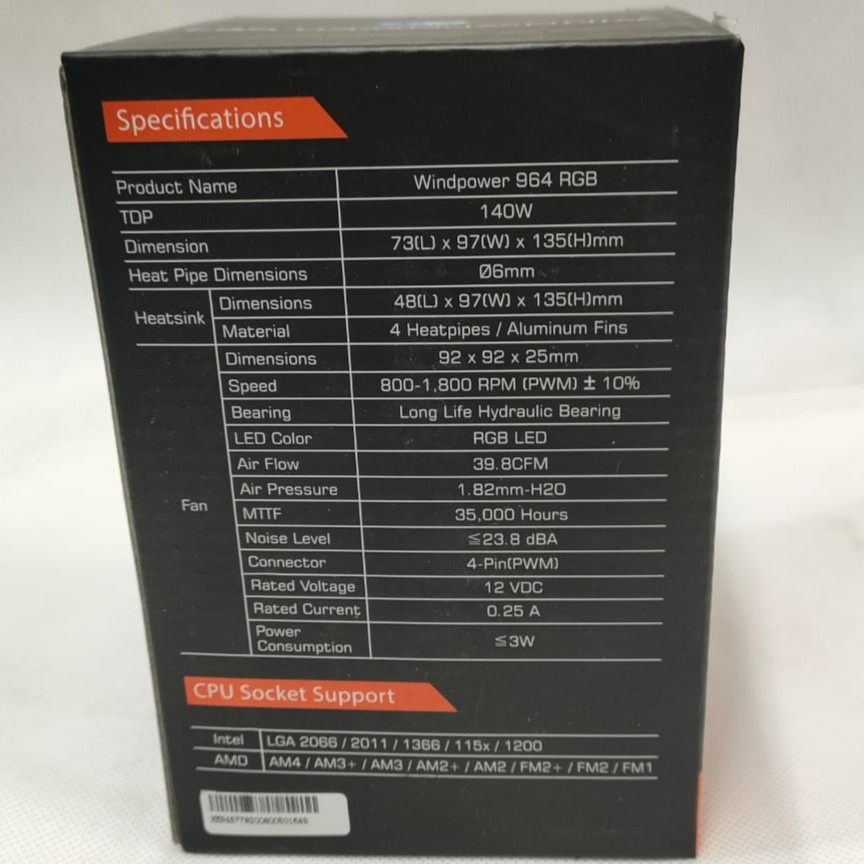 Specifications
Product Name Windpower 964 RGB
TDP 140W
Dimension 73(L) x 97(W) x 135(H)mm
Heat Pipe Dimensions Ø6mm
Heatsink Dimensions 48(L) x 97(W) x 135(H)mm
Material 4 Heatpipes / Aluminum Fins
Fan Dimensions 92 x 92 x 25mm
Speed 800-1,800 RPM (PWM) ± 10%
Bearing Long Life Hydraulic Bearing
LED Color RGB LED
Air Flow 39.8CFM
Air Pressure 1.82mm-H2O
MTTF 35,000 Hours
Noise Level ≦23.8 dBA
Connector 4-Pin(PWM)
Rated Voltage 12 VDC
Rated Current 0.25 A
Power Consumption ≦3W
CPU Socket Support
Intel LGA 2066 / 2011 / 1366 / 115x / 1200
AMD AM4 / AM3+ / AM3 / AM2+ / AM2 / FM2+ / FM2 / FM1